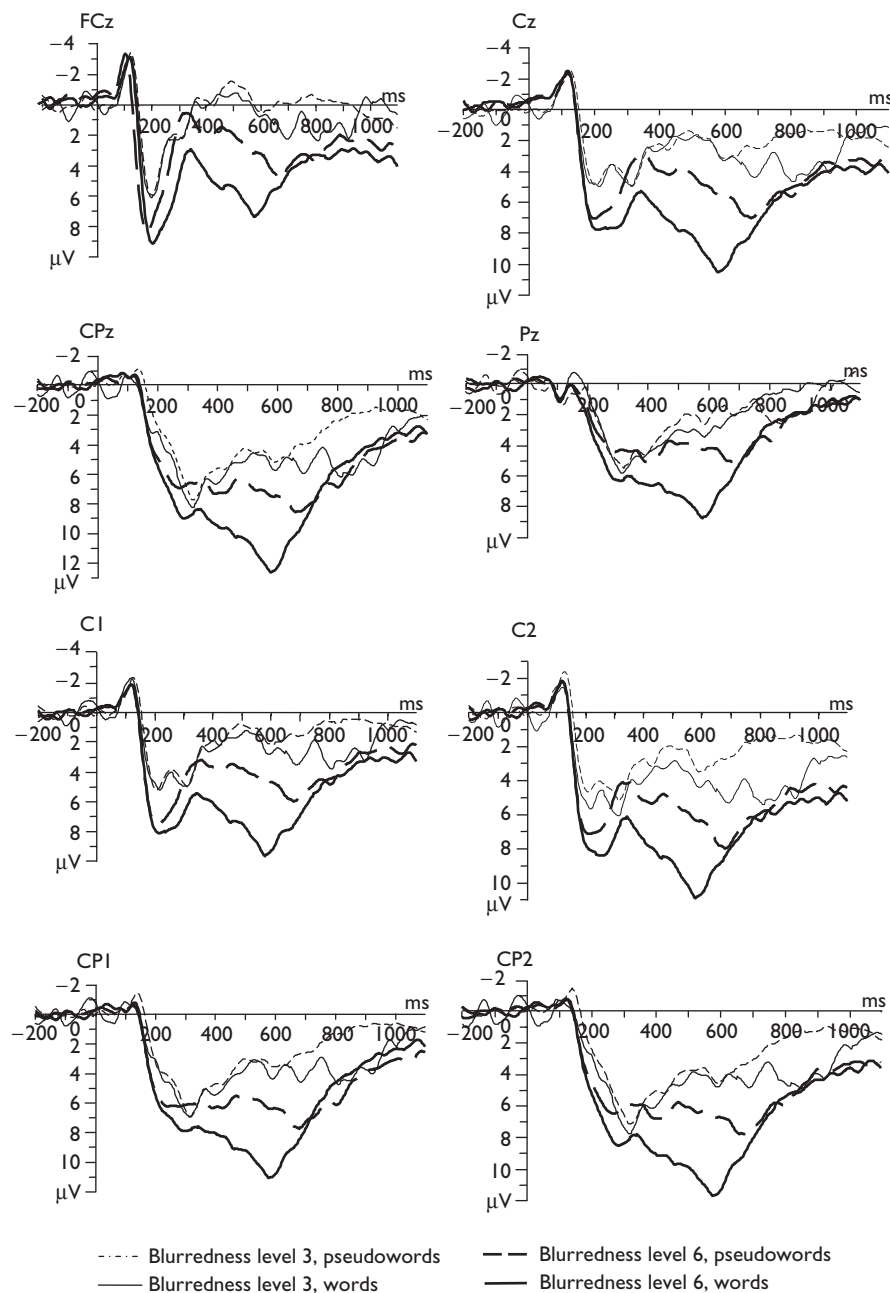 FCz
−4
−2
ms
200 400 600 800 1000
2
4
6
8
μV
Cz
−4
−2
ms
−200 0 200 400 600 800 1000
2
4
6
8
10
μV
CPz
−2
ms
−200 0 200 400 600 800 1000
2
4
6
8
10
12
μV
Pz
−2
ms
−200 0 200 400 600 800 1000
2
4
6
8
μV
C1
−4
−2
ms
−200 0 200 400 600 800 1000
2
4
6
8
μV
C2
−2
ms
−200 0 200 400 600 800 1000
2
4
6
8
10
μV
CP1
−2
ms
−200 0 200 400 600 800 1000
2
4
6
8
10
μV
CP2
−2
ms
−200 0 200 400 600 800 1000
2
4
6
8
10
12
μV
Blurredness level 3, pseudowords
Blurredness level 6, pseudowords
Blurredness level 3, words
Blurredness level 6, words